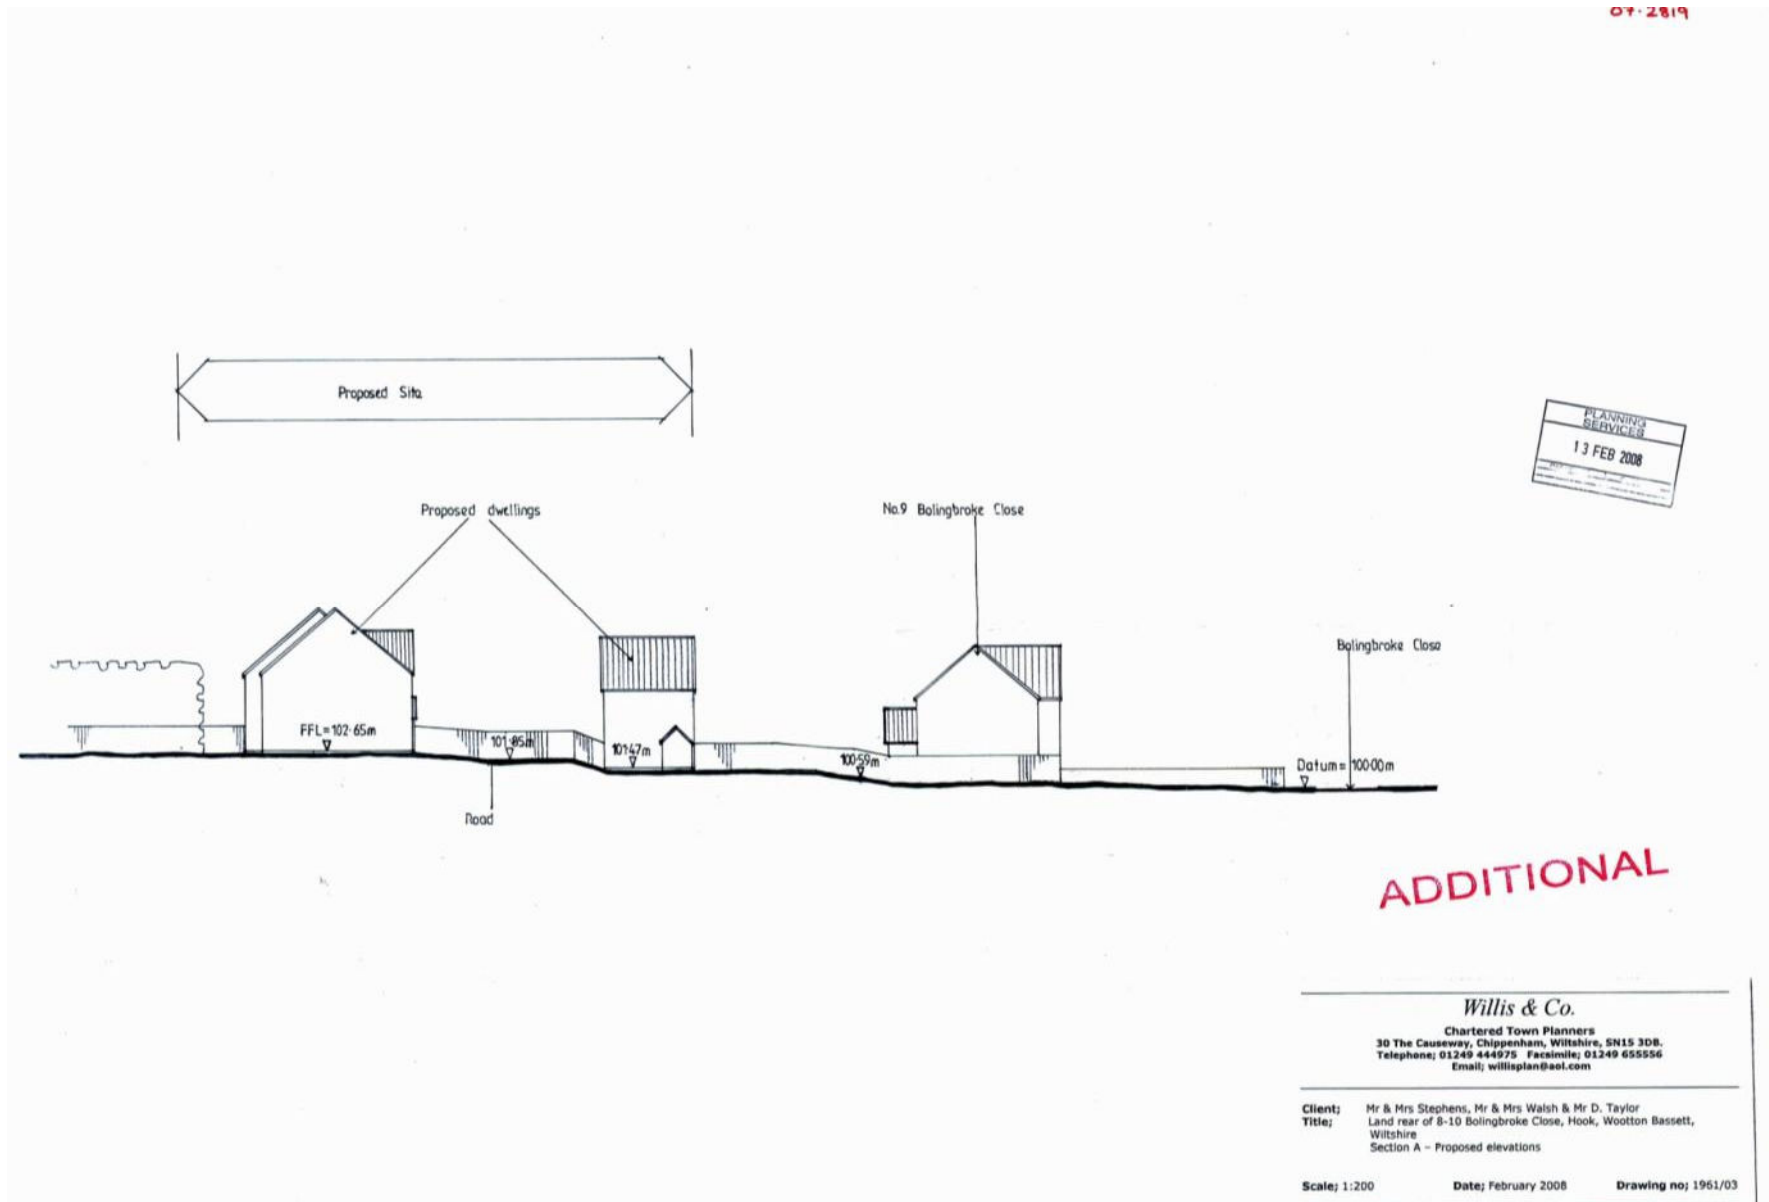 07.2819
Proposed Site
PLANNING
SERVICES
13 FEB 2008
Proposed dwellings
No.9 Bolingbroke Close
Bolingbroke Close
FFL=102·65m
101·85m
101·47m
100·59m
Datum= 100·00m
Road
ADDITIONAL
Willis & Co.
Chartered Town Planners
30 The Causeway, Chippenham, Wiltshire, SN15 3DB.
Telephone; 01249 444975 Facsimile; 01249 655556
Email; willisplan@aol.com
Client; Mr & Mrs Stephens, Mr & Mrs Walsh & Mr D. Taylor
Title; Land rear of 8-10 Bolingbroke Close, Hook, Wootton Bassett,
Wiltshire
Section A – Proposed elevations
Scale; 1:200 Date; February 2008 Drawing no; 1961/03